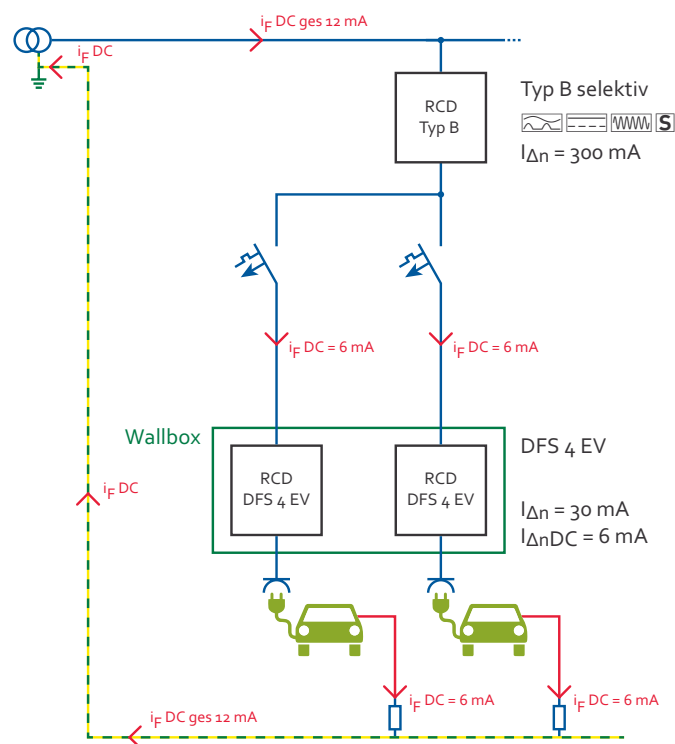 iF DC ges 12 mA
iF DC
RCD
Typ B
Typ B selektiv
S
IΔn = 300 mA
iF DC = 6 mA
iF DC = 6 mA
Wallbox
RCD
DFS 4 EV
RCD
DFS 4 EV
DFS 4 EV
IΔn = 30 mA
IΔnDC = 6 mA
iF DC
iF DC = 6 mA
iF DC = 6 mA
iF DC ges 12 mA